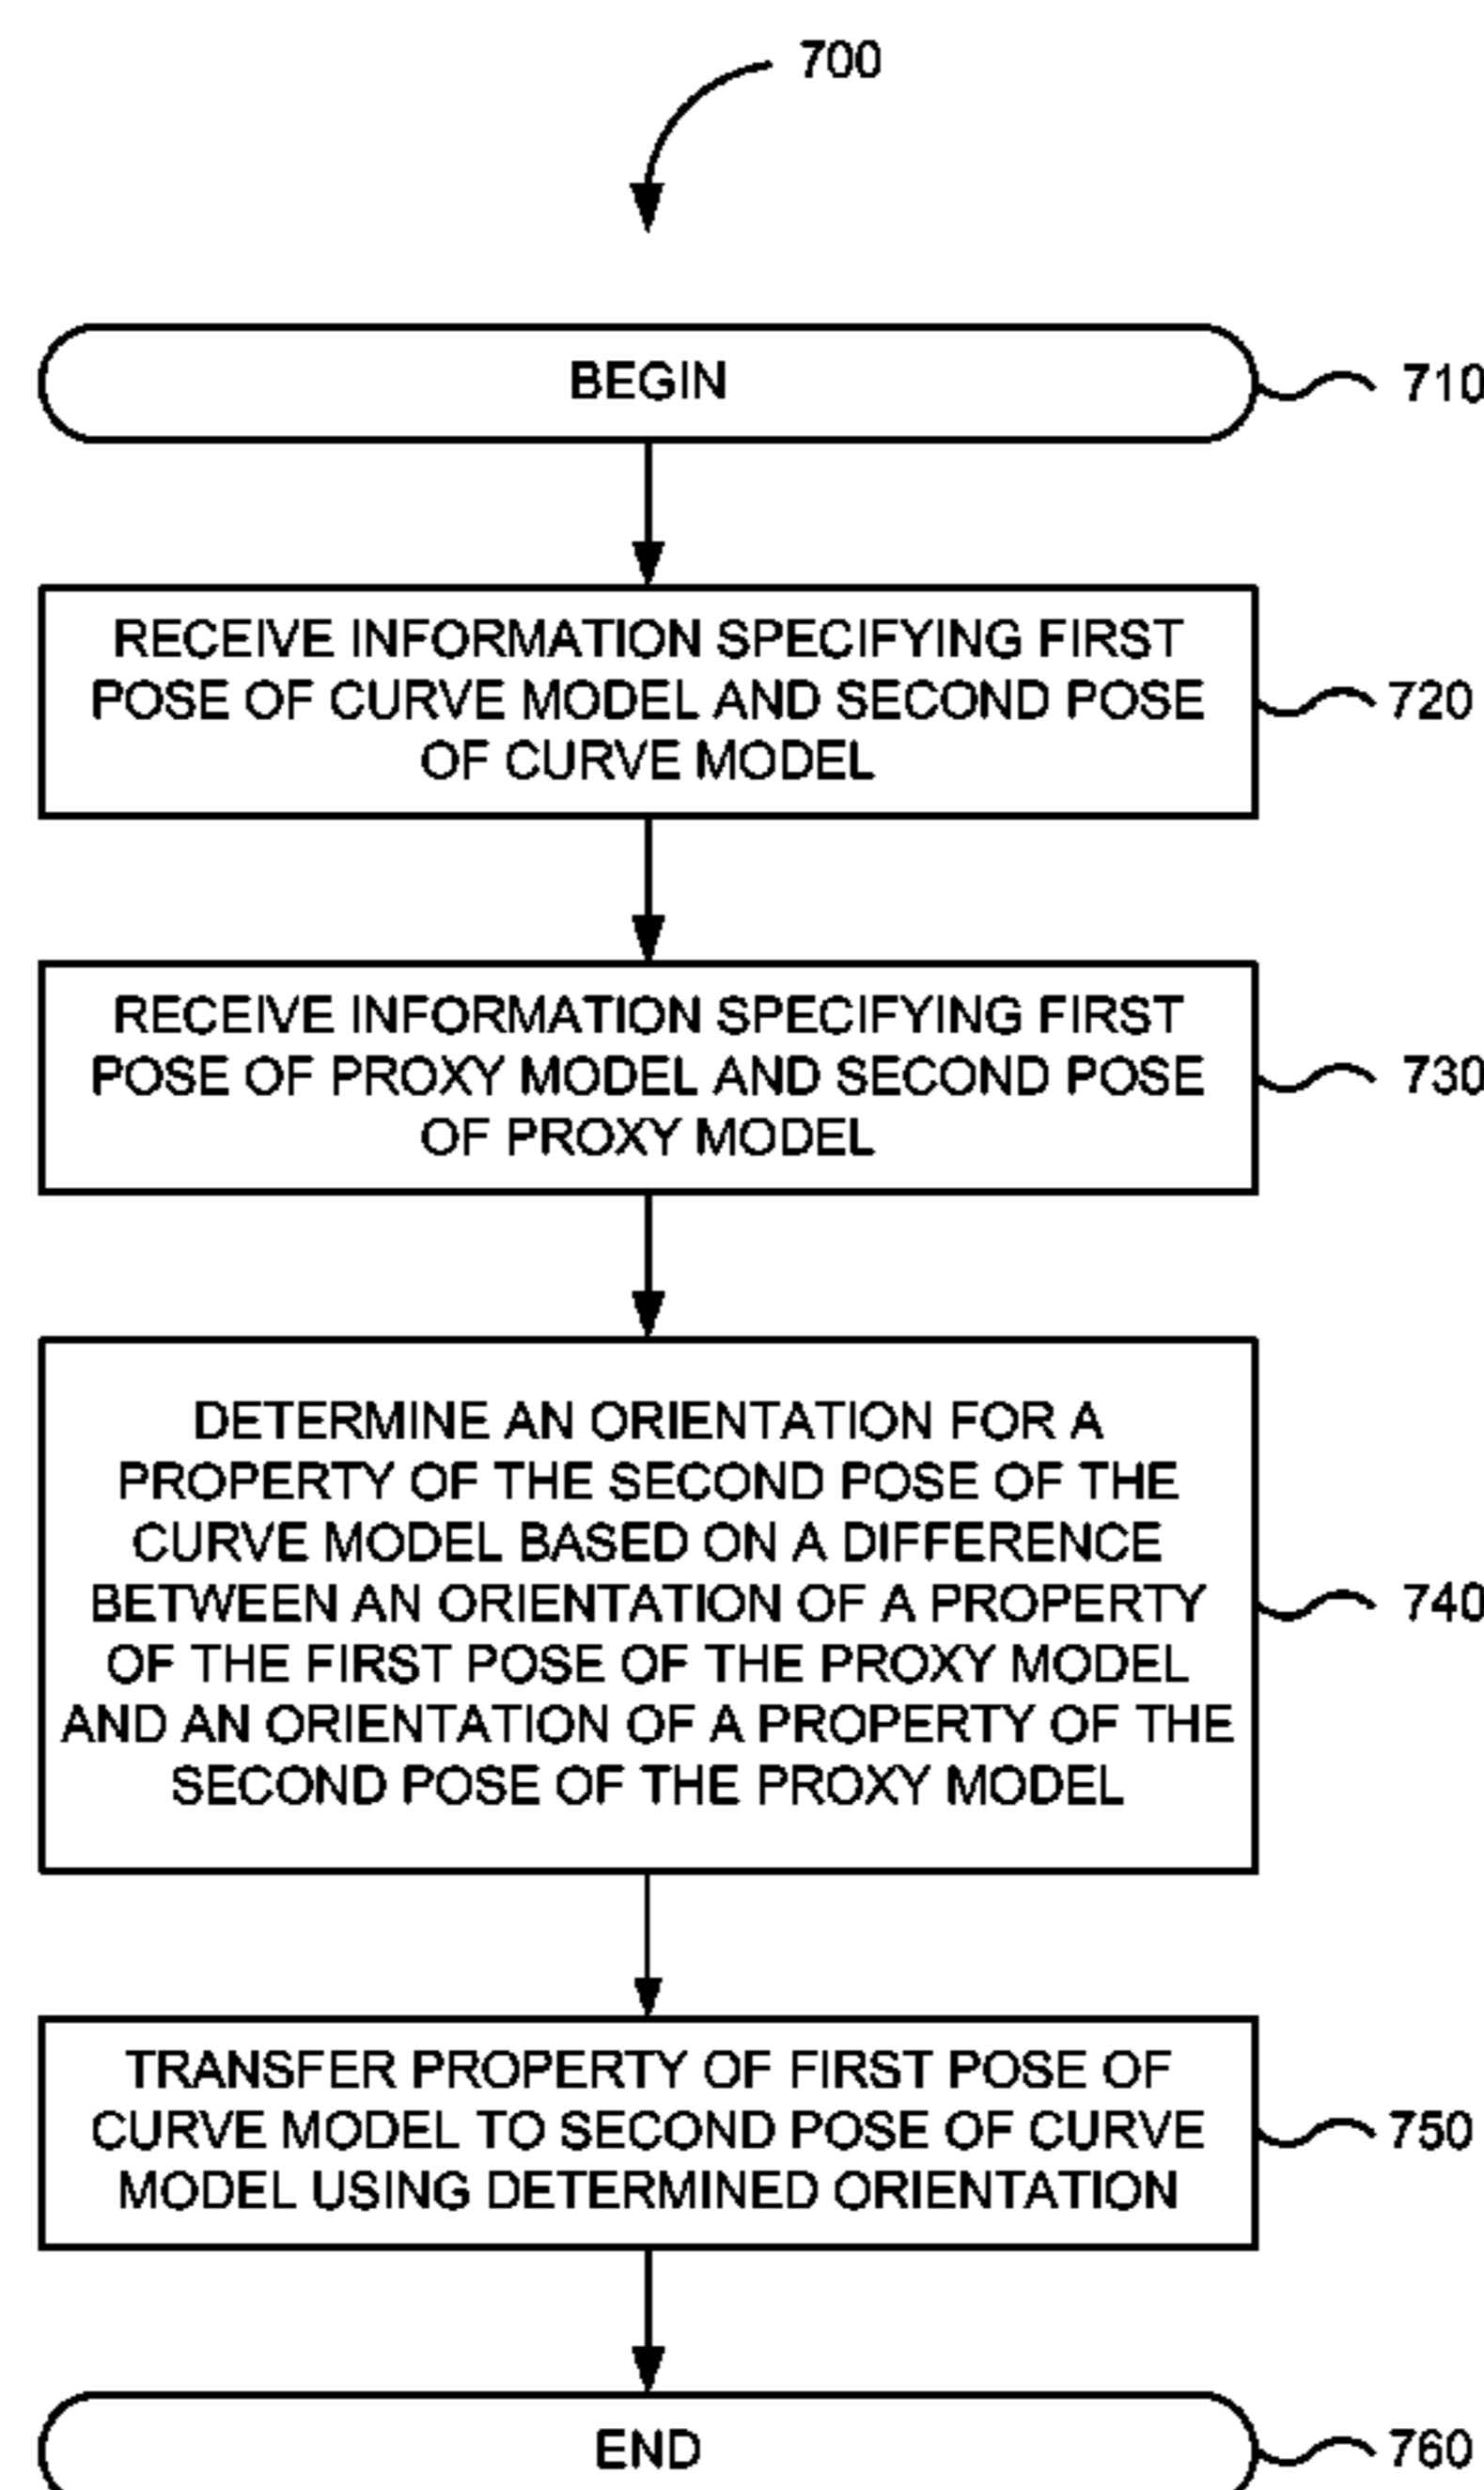 700
BEGIN
710
RECEIVE INFORMATION SPECIFYING FIRST
POSE OF CURVE MODEL AND SECOND POSE
OF CURVE MODEL
720
RECEIVE INFORMATION SPECIFYING FIRST
POSE OF PROXY MODEL AND SECOND POSE
OF PROXY MODEL
730
DETERMINE AN ORIENTATION FOR A
PROPERTY OF THE SECOND POSE OF THE
CURVE MODEL BASED ON A DIFFERENCE
BETWEEN AN ORIENTATION OF A PROPERTY
OF THE FIRST POSE OF THE PROXY MODEL
AND AN ORIENTATION OF A PROPERTY OF THE
SECOND POSE OF THE PROXY MODEL
740
TRANSFER PROPERTY OF FIRST POSE OF
CURVE MODEL TO SECOND POSE OF CURVE
MODEL USING DETERMINED ORIENTATION
750
END
760